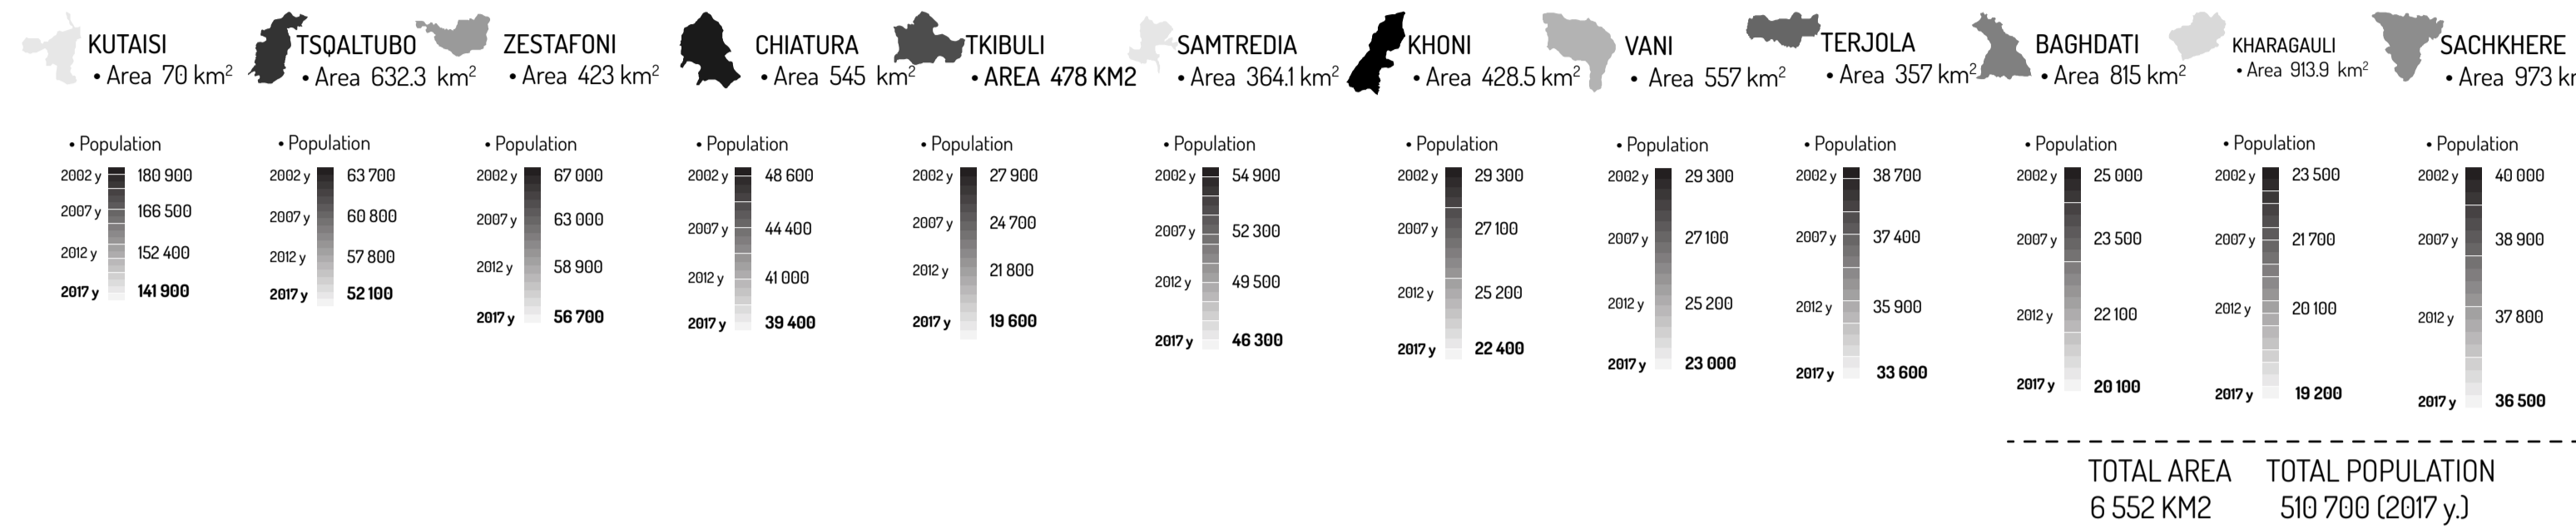 KUTAISI
• Area 70 km²
• Population
2002 y 180 900
2007 y 166 500
2012 y 152 400
2017 y 141 900
TSQALTUBO
• Area 632.3 km²
• Population
2002 y 63 700
2007 y 60 800
2012 y 57 800
2017 y 52 100
ZESTAFONI
• Area 423 km²
• Population
2002 y 67 000
2007 y 63 000
2012 y 58 900
2017 y 56 700
CHIATURA
• Area 545 km²
• Population
2002 y 48 600
2007 y 44 400
2012 y 41 000
2017 y 39 400
TKIBULI
• AREA 478 KM2
• Population
2002 y 27 900
2007 y 24 700
2012 y 21 800
2017 y 19 600
SAMTREDIA
• Area 364.1 km²
• Population
2002 y 54 900
2007 y 52 300
2012 y 49 500
2017 y 46 300
KHONI
• Area 428.5 km²
• Population
2002 y 29 300
2007 y 27 100
2012 y 25 200
2017 y 22 400
VANI
• Area 557 km²
• Population
2002 y 29 300
2007 y 27 100
2012 y 25 200
2017 y 23 000
TERJOLA
• Area 357 km²
• Population
2002 y 38 700
2007 y 37 400
2012 y 35 900
2017 y 33 600
BAGHDATI
• Area 815 km²
• Population
2002 y 25 000
2007 y 23 500
2012 y 22 100
2017 y 20 100
KHARAGAULI
• Area 913.9 km²
• Population
2002 y 23 500
2007 y 21 700
2012 y 20 100
2017 y 19 200
SACHKHERE
• Area 973
• Population
2002 y 40 000
2007 y 38 900
2012 y 37 800
2017 y 36 500
TOTAL AREA
6 552 KM2
TOTAL POPULATION
510 700 (2017 y.)